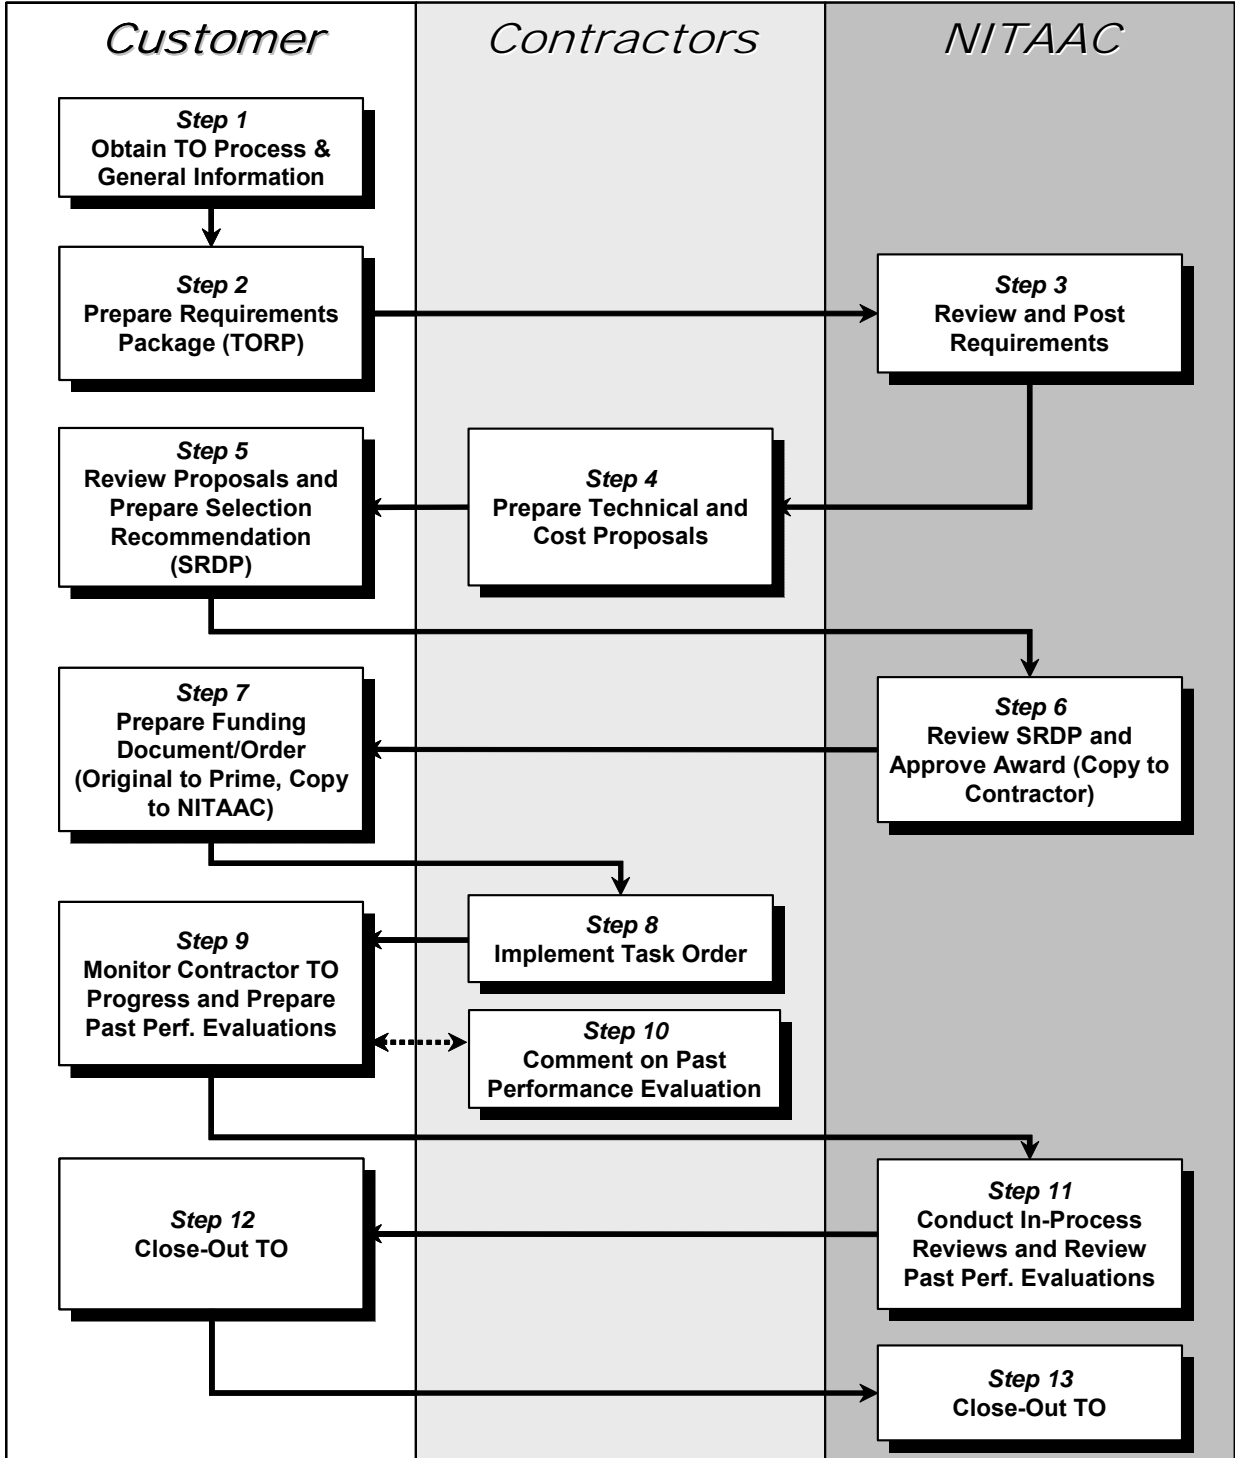 Customer
Contractors
NITAAC
Step 1
Obtain TO Process &
General Information
Step 2
Prepare Requirements
Package (TORP)
Step 3
Review and Post
Requirements
Step 4
Prepare Technical and
Cost Proposals
Step 5
Review Proposals and
Prepare Selection
Recommendation
(SRDP)
Step 6
Review SRDP and
Approve Award (Copy to
Contractor)
Step 7
Prepare Funding
Document/Order
(Original to Prime, Copy
to NITAAC)
Step 8
Implement Task Order
Step 9
Monitor Contractor TO
Progress and Prepare
Past Perf. Evaluations
Step 10
Comment on Past
Performance Evaluation
Step 11
Conduct In-Process
Reviews and Review
Past Perf. Evaluations
Step 12
Close-Out TO
Step 13
Close-Out TO